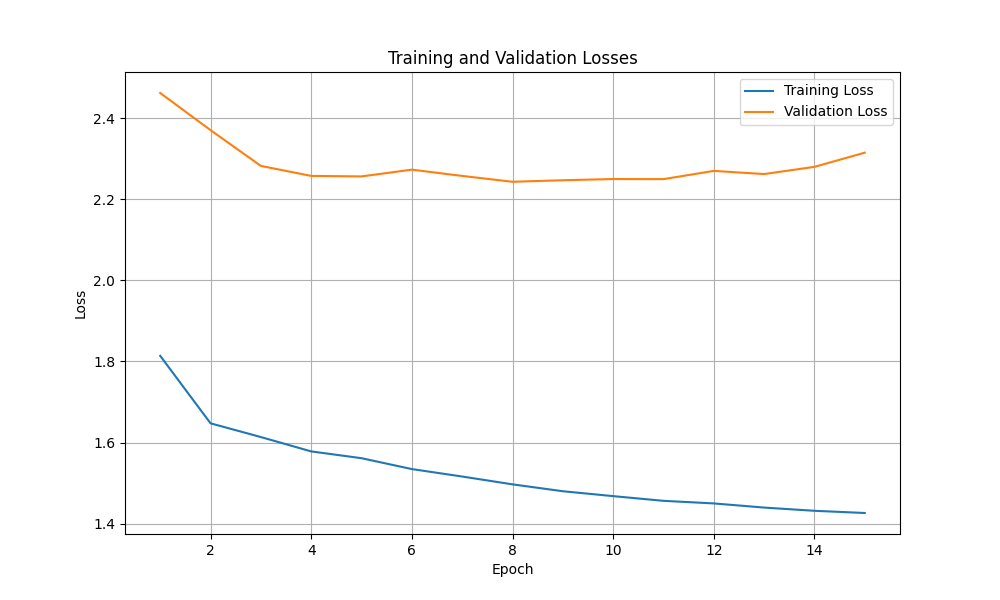 Training and Validation Losses
Training Loss
Validation Loss
2.4
2.2
2.0
1.8
1.6
1.4
Loss
2
4
6
8
10
12
14
Epoch